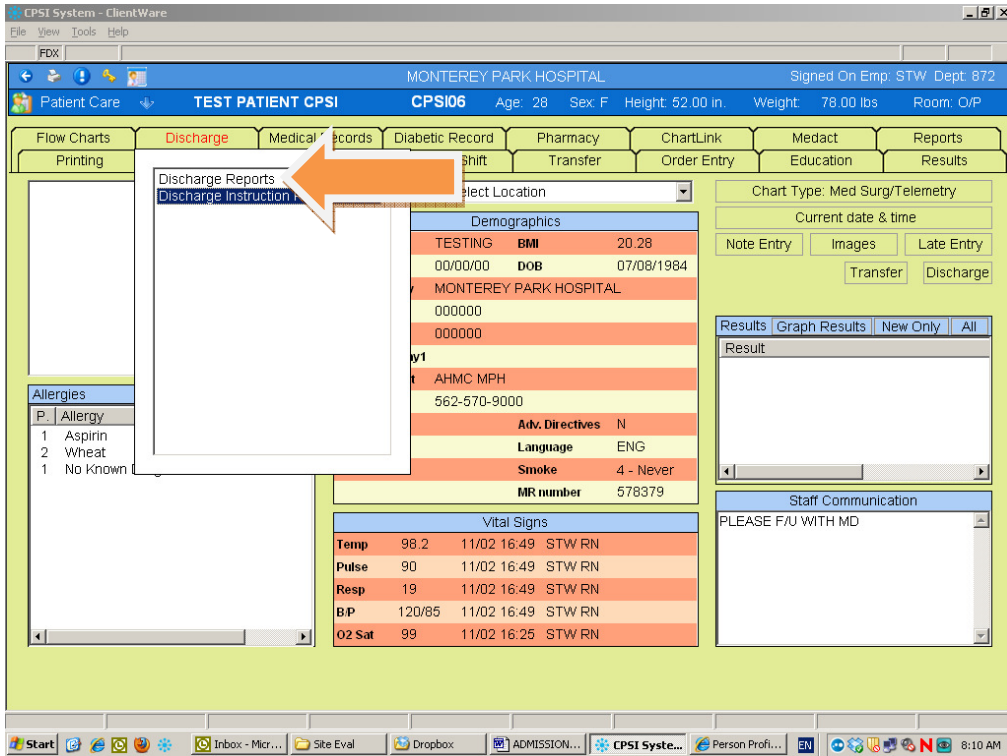 CPSI System - ClientWare
File View Tools Help
FDX
MONTEREY PARK HOSPITAL Signed On Emp: STW Dept: 872
Patient Care TEST PATIENT CPSI CPSI06 Age: 28 Sex: F Height: 52.00 in. Weight: 78.00 lbs Room: O/P
Flow Charts Discharge Medical Records Diabetic Record Pharmacy ChartLink Medact Reports
Printing Shift Transfer Order Entry Education Results
Discharge Reports
Discharge Instruction
elect Location
Chart Type: Med Surg/Telemetry
Current date & time
Note Entry Images Late Entry
Transfer Discharge
Demographics
TESTING BMI 20.28
00/00/00 DOB 07/08/1984
MONTEREY PARK HOSPITAL
000000
000000
y1
t AHMC MPH
562-570-9000
Adv. Directives N
Language ENG
Smoke 4 - Never
MR number 578379
Results Graph Results New Only All
Result
Allergies
P. Allergy
1 Aspirin
2 Wheat
1 No Known
Vital Signs
Temp 98.2 11/02 16:49 STW RN
Pulse 90 11/02 16:49 STW RN
Resp 19 11/02 16:49 STW RN
B/P 120/85 11/02 16:49 STW RN
O2 Sat 99 11/02 16:25 STW RN
Staff Communication
PLEASE F/U WITH MD
Start Inbox - Micr... Site Eval Dropbox ADMISSION... CPSI Syste... Person Profi... EN 8:10 AM